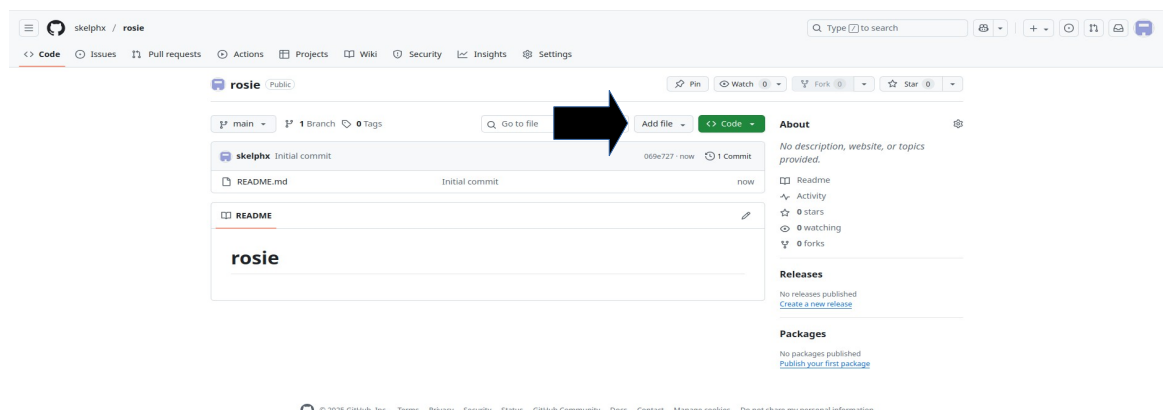 skelphx / rosie
Type / to search
Code Issues Pull requests Actions Projects Wiki Security Insights Settings
rosie Public
Pin Watch 0 Fork 0 Star 0
main 1 Branch 0 Tags Go to file Add file Code
skelphx Initial commit 069e727 · now 1 Commit
README.md Initial commit now
README
rosie
About
No description, website, or topics
provided.
Readme
Activity
0 stars
0 watching
0 forks
Releases
No releases published
Create a new release
Packages
No packages published
Publish your first package
© 2025 GitHub, Inc. Terms Privacy Security Status GitHub Community Docs Contact Manage cookies Do not share my personal information